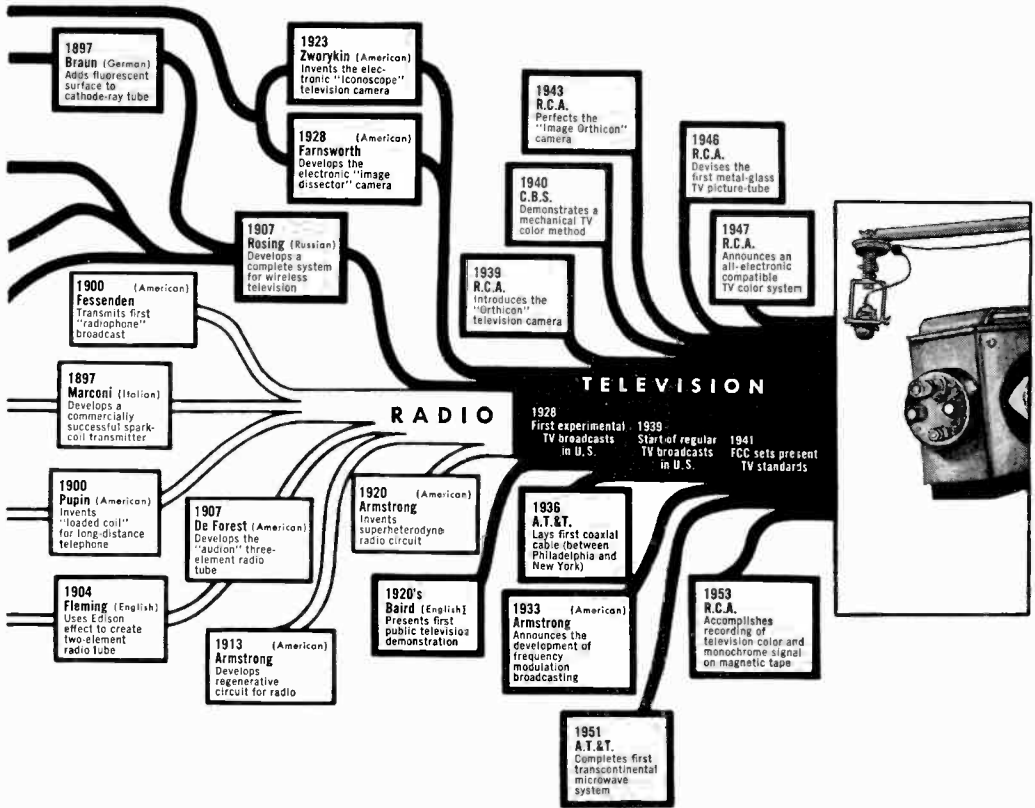 1897
Braun (German)
Adds fluorescent
surface to
cathode-ray tube
1923
Zworykin (American)
Invents the elec-
tronic "iconoscope"
television camera
1928 (American)
Farnsworth
Develops the
electronic "image
dissector" camera
1907
Rosing (Russian)
Develops a
complete system
for wireless
television
1943
R.C.A.
Perfects the
"Image Orthicon"
camera
1940
C.B.S.
Demonstrates a
mechanical TV
color method
1939
R.C.A.
Introduces the
"Orthicon"
television camera
1946
R.C.A.
Devises the
first metal-glass
TV picture-tube
1947
R.C.A.
Announces an
all-electronic
compatible
TV color system
1900 (American)
Fessenden
Transmits first
"radiophone"
broadcast
1897
Marconi (Italian)
Develops a
commercially
successful spark-
coil transmitter
1900
Pupin (American)
Invents
"loaded coil"
for long-distance
telephone
1904
Fleming (English)
Uses Edison
effect to create
two-element
radio tube
RADIO
1907
De Forest (American)
Develops the
"audion" three-
element radio
tube
1913 (American)
Armstrong
Develops
regenerative
circuit for radio
1920 (American)
Armstrong
Invents
superheterodyne
radio circuit
TELEVISION
1928
First experimental
TV broadcasts
in U.S.
1939
Start of regular
TV broadcasts
in U.S.
1941
FCC sets present
TV standards
1920's
Baird (English)
Presents first
public television
demonstration
1936
A.T.&T.
Lays first coaxial
cable (between
Philadelphia and
New York)
1933 (American)
Armstrong
Announces the
development of
frequency
modulation
broadcasting
1951
A.T.&T.
Completes first
transcontinental
microwave
system
1953
R.C.A.
Accomplishes
recording of
television color and
monochrome signal
on magnetic tape